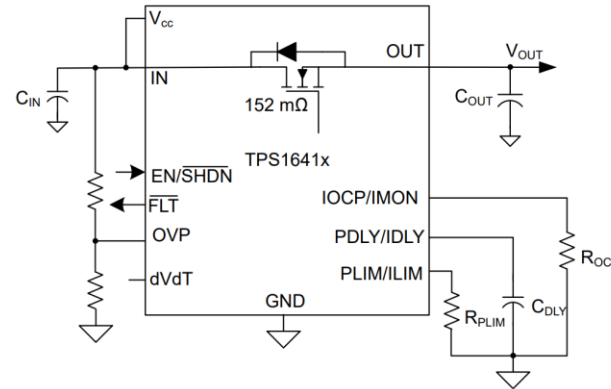 Vcc
IN
OUT
VOUT
CIN
COUT
152 mΩ
TPS1641x
EN/SHDN
FLT
OVP
dVdT
IOCP/IMON
PDLY/IDLY
PLIM/ILIM
GND
RPLIM
CDLY
ROC